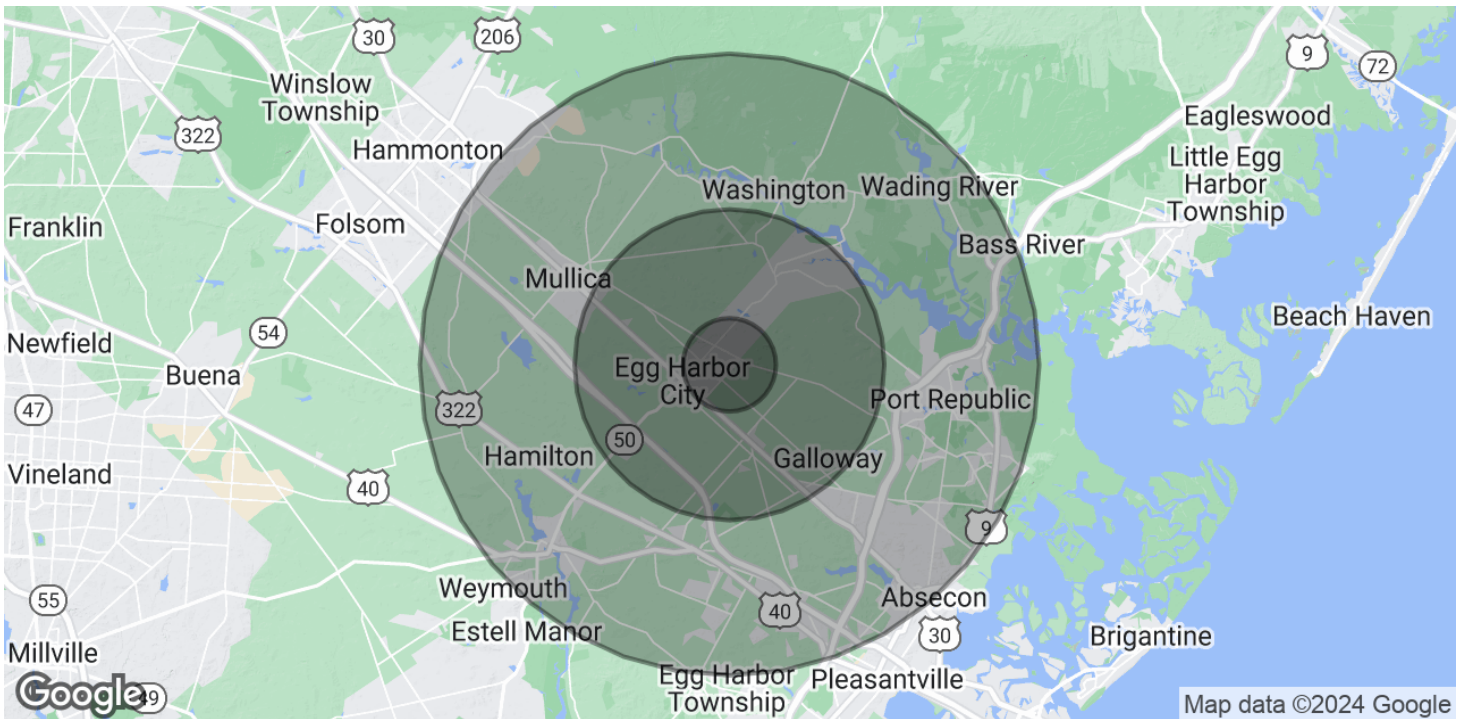 30
206
9
72
Winslow
Township
322
Eagleswood
Hammonton
Little Egg
Harbor
Township
Washington
Wading River
Franklin
Folsom
Bass River
Mullica
Beach Haven
54
Newfield
Buena
Egg Harbor
City
47
322
Port Republic
50
Hamilton
Galloway
Vineland
40
9
Weymouth
55
Absecon
40
Estell Manor
30
Brigantine
Millville
Egg Harbor
Township
Pleasantville
Google
49
Map data ©2024 Google